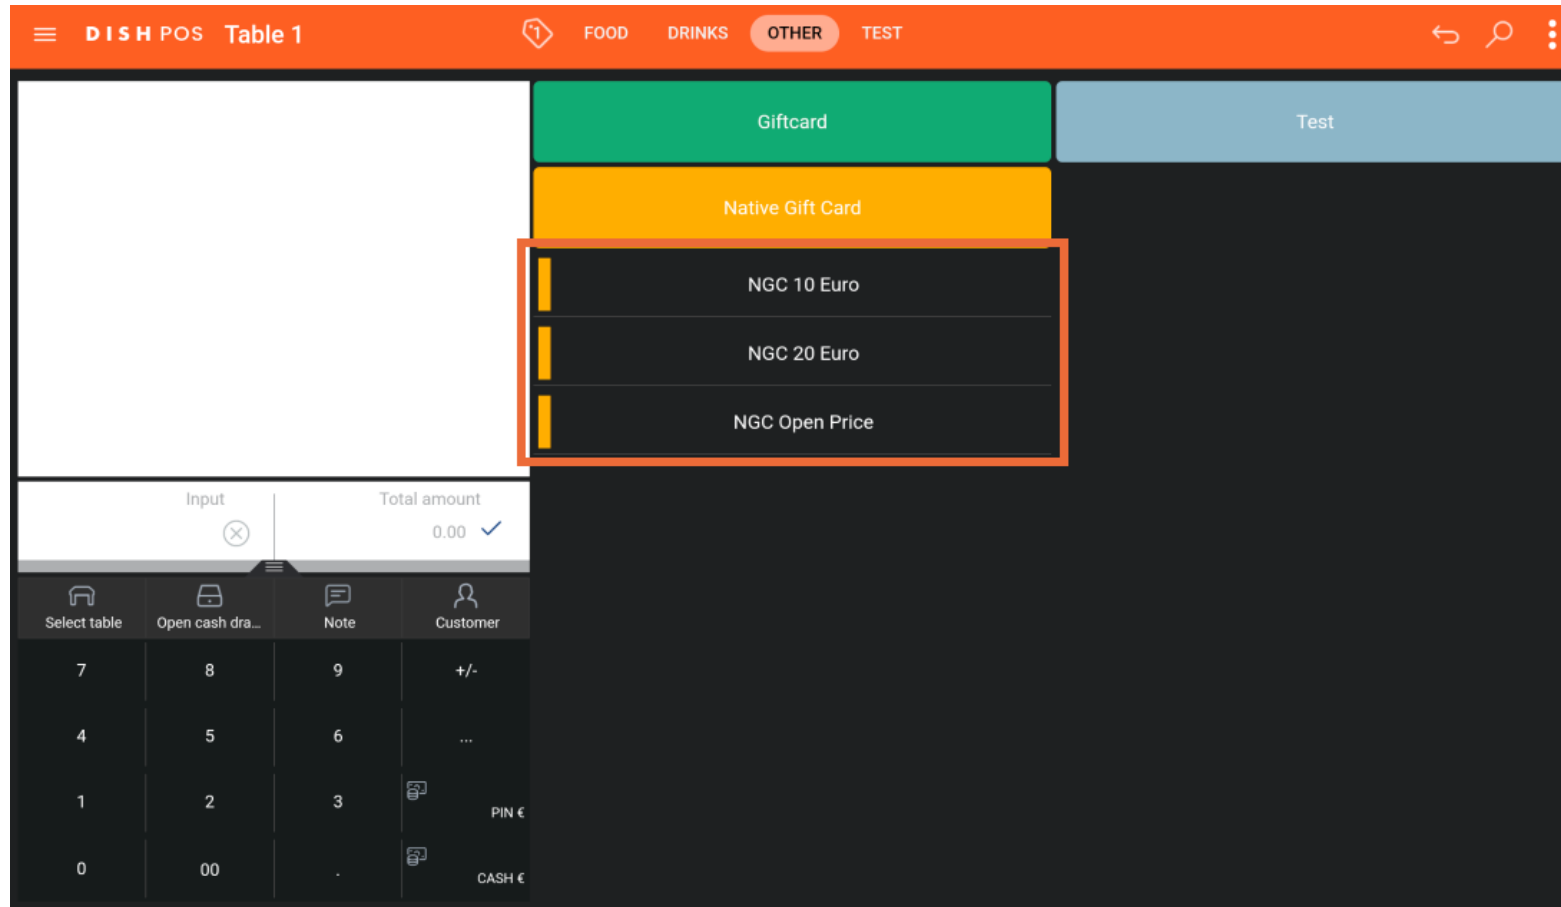 DISH POS Table 1
1 FOOD DRINKS OTHER TEST
Giftcard Test
Native Gift Card
NGC 10 Euro
NGC 20 Euro
NGC Open Price
Input Total amount
0.00
Select table Open cash dra... Note Customer
7 8 9 +/-
4 5 6 ...
1 2 3 PIN €
0 00 . CASH €